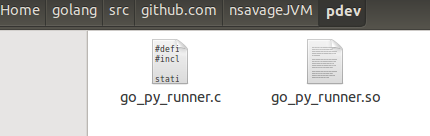 Home golang src github.com nsavageJVM pdev
#defi
#incl
stati
go_py_runner.c go_py_runner.so